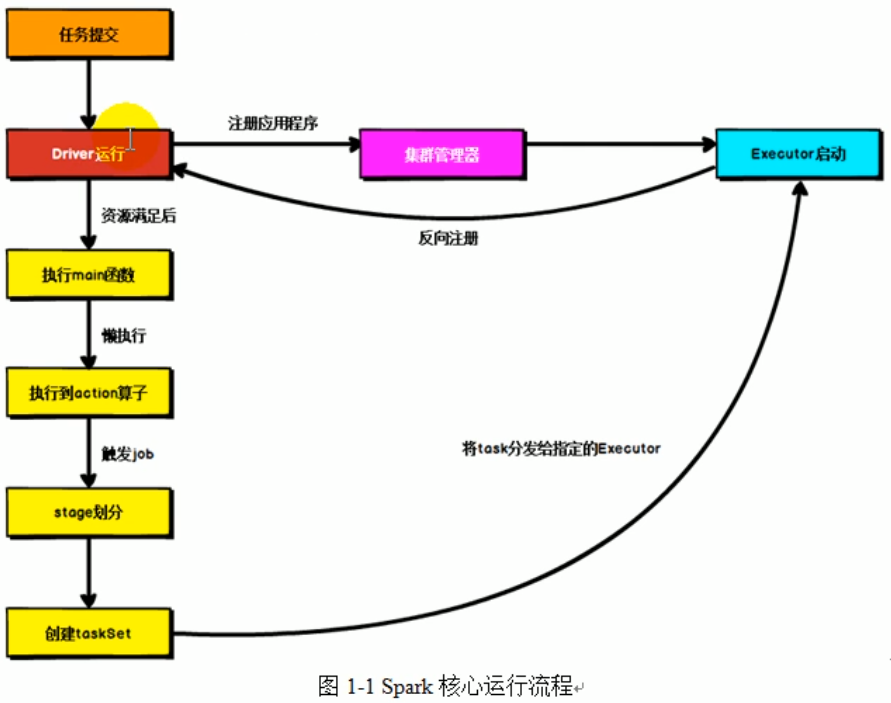 任务提交
注册应用程序
Driver运行
集群管理器
Executor启动
资源满足后
反向注册
执行main函数
懒执行
执行到action算子
触发job
将task分发给指定的Executor
stage划分
创建taskSet
图 1-1 Spark 核心运行流程↵